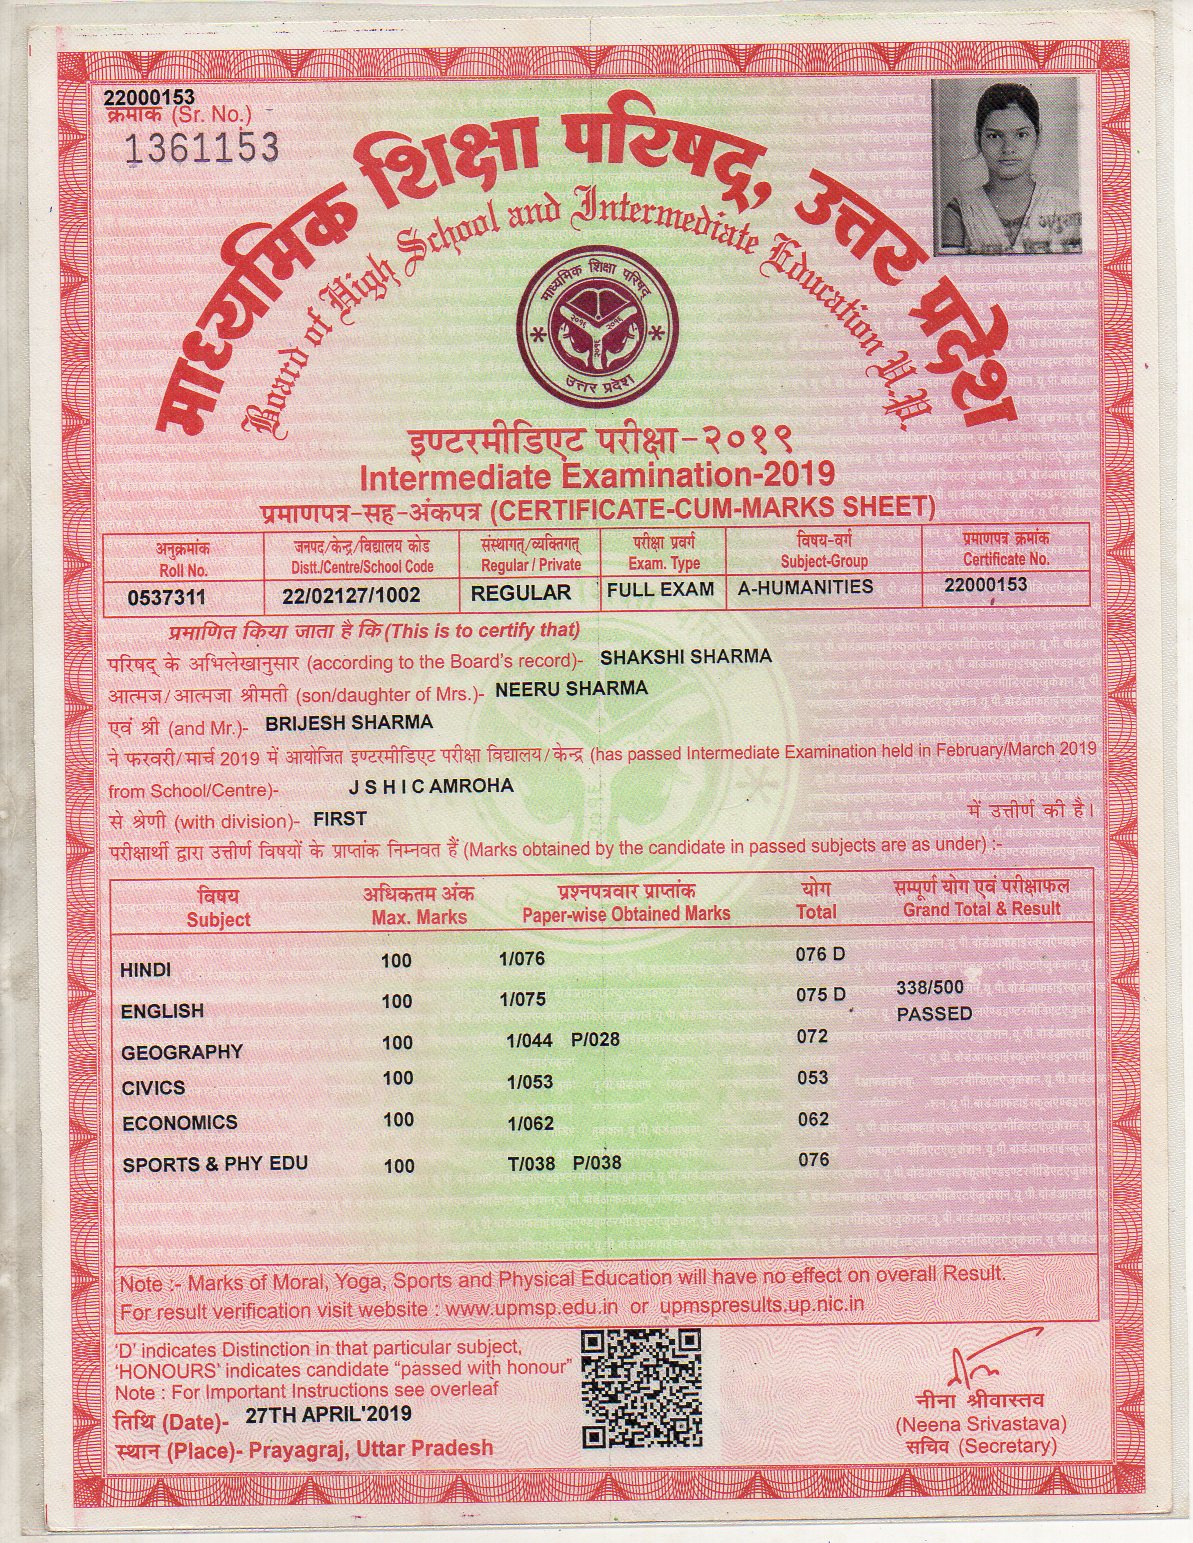 22000153
क्रमांक (Sr. No.)
1361153
माध्यमिक शिक्षा परिषद्, उत्तर प्रदेश
Board of High School and Intermediate Education U.P.
माध्यमिक शिक्षा परिषद्
उत्तर प्रदेश
इण्टरमीडिएट परीक्षा-२०१९
Intermediate Examination-2019
प्रमाणपत्र-सह-अंकपत्र (CERTIFICATE-CUM-MARKS SHEET)
अनुक्रमांक जनपद/केन्द्र/विद्यालय कोड संस्थागत्/व्यक्तिगत् परीक्षा प्रवर्ग विषय-वर्ग प्रमाणपत्र क्रमांक
Roll No. Distt./Centre/School Code Regular / Private Exam. Type Subject-Group Certificate No.
0537311 22/02127/1002 REGULAR FULL EXAM A-HUMANITIES 22000153
प्रमाणित किया जाता है कि (This is to certify that)
परिषद् के अभिलेखानुसार (according to the Board's record)- SHAKSHI SHARMA
आत्मज/आत्मजा श्रीमती (son/daughter of Mrs.)- NEERU SHARMA
एवं श्री (and Mr.)- BRIJESH SHARMA
ने फरवरी/मार्च 2019 में आयोजित इण्टरमीडिएट परीक्षा विद्यालय/केन्द्र (has passed Intermediate Examination held in February/March 2019
from School/Centre)- J S H I C AMROHA
से श्रेणी (with division)- FIRST में उत्तीर्ण की है।
परीक्षार्थी द्वारा उत्तीर्ण विषयों के प्राप्तांक निम्नवत हैं (Marks obtained by the candidate in passed subjects are as under) :-
विषय अधिकतम अंक प्रश्नपत्रवार प्राप्तांक योग सम्पूर्ण योग एवं परीक्षाफल
Subject Max. Marks Paper-wise Obtained Marks Total Grand Total & Result
HINDI 100 1/076 076 D
ENGLISH 100 1/075 075 D 338/500
PASSED
GEOGRAPHY 100 1/044 P/028 072
CIVICS 100 1/053 053
ECONOMICS 100 1/062 062
SPORTS & PHY EDU 100 T/038 P/038 076
Note :- Marks of Moral, Yoga, Sports and Physical Education will have no effect on overall Result.
For result verification visit website : www.upmsp.edu.in or upmspresults.up.nic.in
'D' indicates Distinction in that particular subject,
'HONOURS' indicates candidate "passed with honour"
Note : For Important Instructions see overleaf
तिथि (Date)- 27TH APRIL'2019
स्थान (Place)- Prayagraj, Uttar Pradesh
नीना श्रीवास्तव
(Neena Srivastava)
सचिव (Secretary)